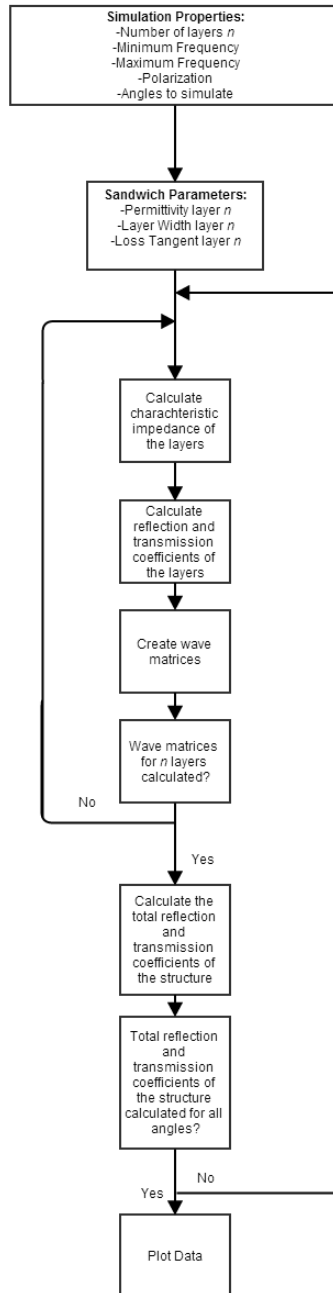 Simulation Properties:
-Number of layers n
-Minimum Frequency
-Maximum Frequency
-Polarization
-Angles to simulate
Sandwich Parameters:
-Permittivity layer n
-Layer Width layer n
-Loss Tangent layer n
Calculate
charachteristic
impedance of
the layers
Calculate
reflection and
transmission
coefficients of
the layers
Create wave
matrices
Wave matrices
for n layers
calculated?
No
Yes
Calculate the
total reflection
and
transmission
coefficients of
the structure
Total reflection
and
transmission
coefficients of
the structure
calculated for all
angles?
No
Yes
Plot Data